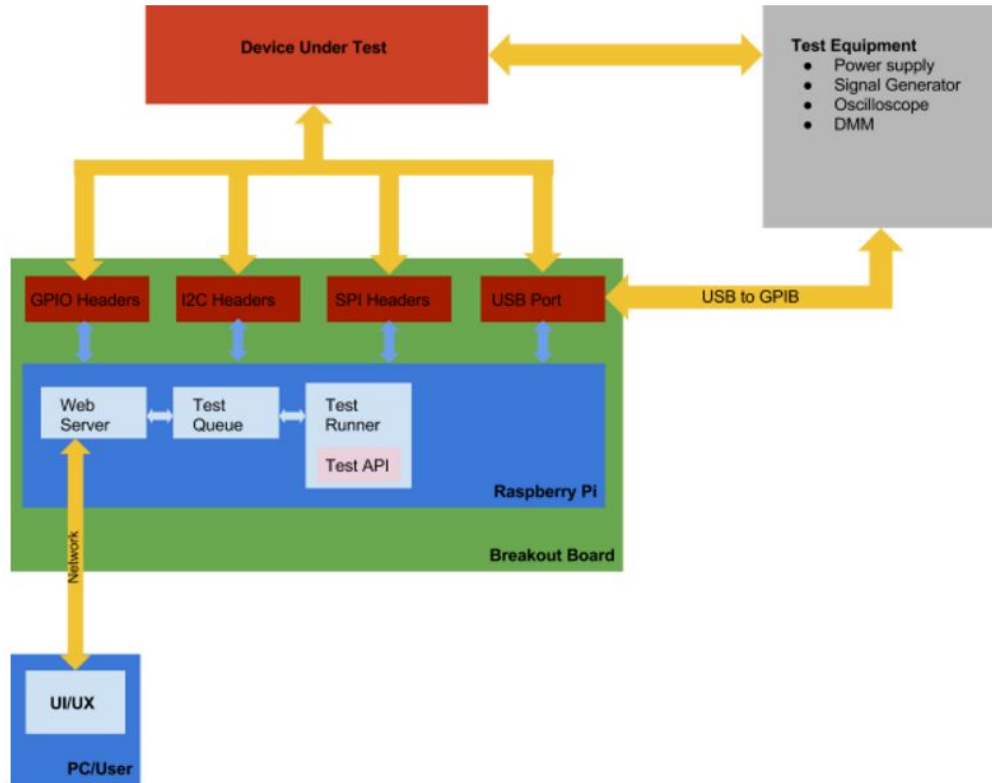 Device Under Test
Test Equipment
● Power supply
● Signal Generator
● Oscilloscope
● DMM
GPIO Headers
I2C Headers
SPI Headers
USB Port
USB to GPIB
Web
Server
Test
Queue
Test
Runner
Test API
Raspberry Pi
Breakout Board
Network
UI/UX
PC/User